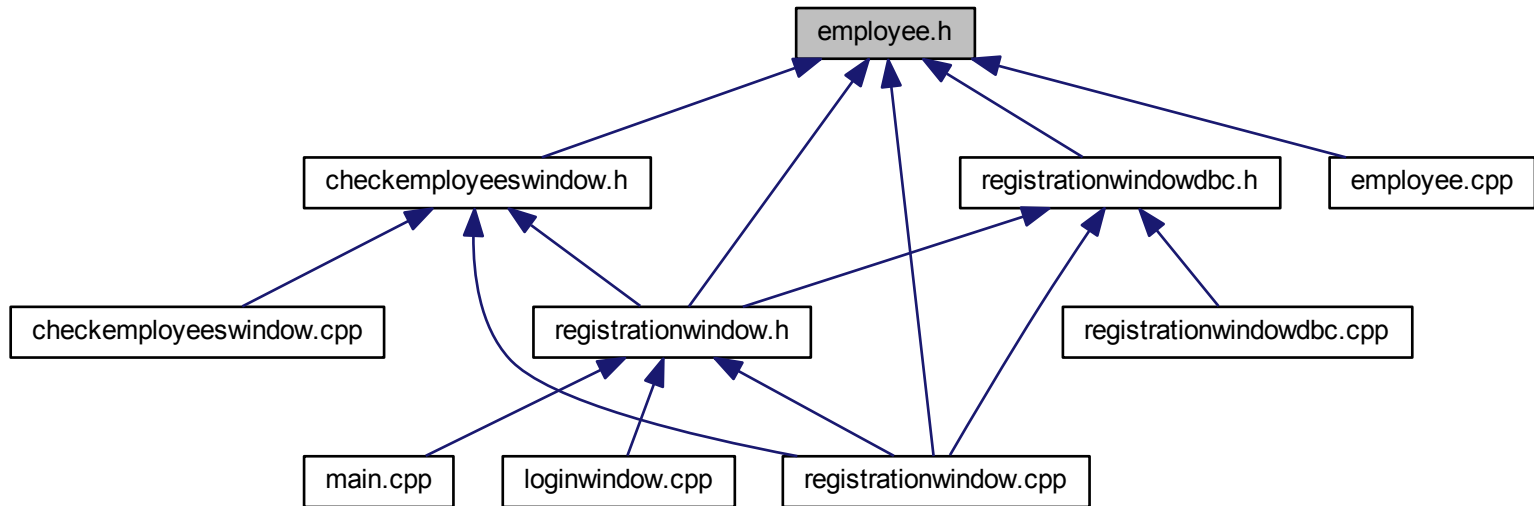 employee.h
checkemployeeswindow.h
registrationwindowdbc.h
employee.cpp
checkemployeeswindow.cpp
registrationwindow.h
registrationwindowdbc.cpp
main.cpp
loginwindow.cpp
registrationwindow.cpp